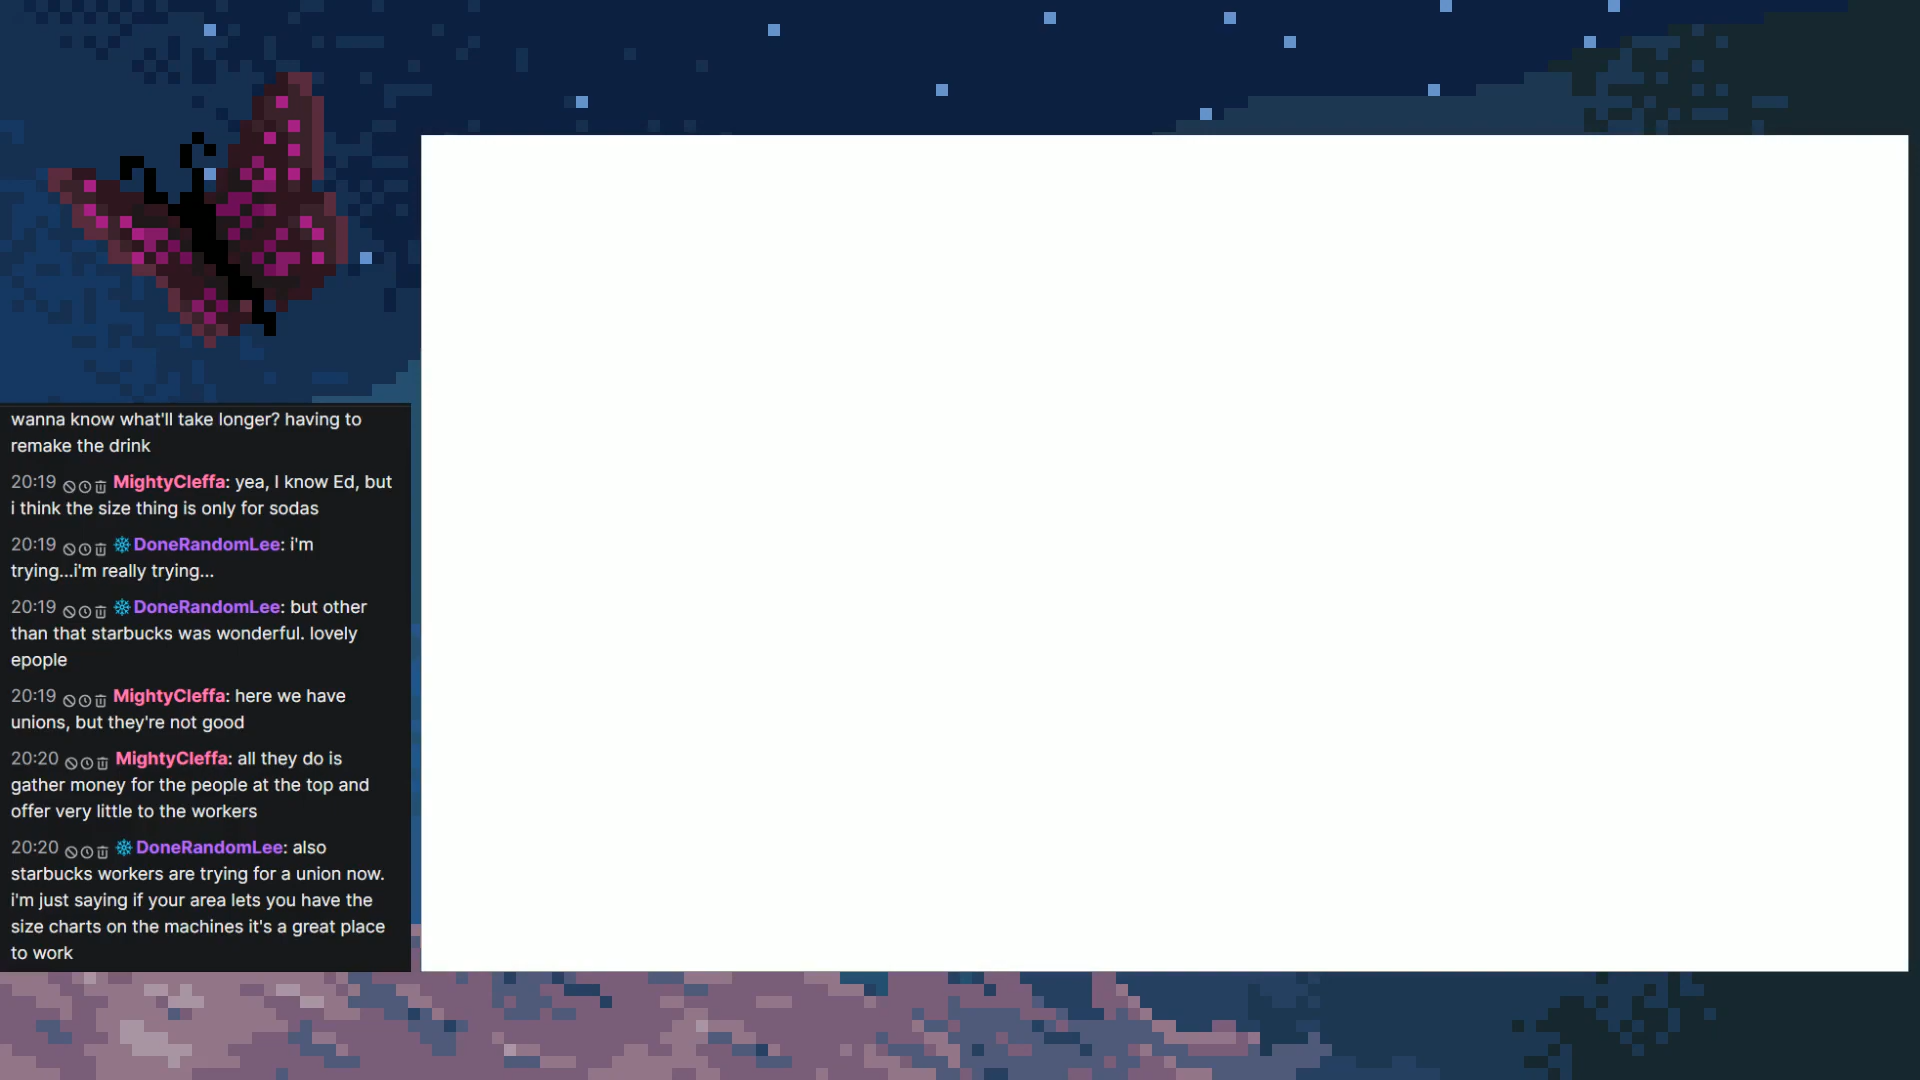 wanna know what'll take longer? having to
remake the drink
20:19 MightyCleffa: yea, I know Ed, but
i think the size thing is only for sodas
20:19 DoneRandomLee: i'm
trying...i'm really trying...
20:19 DoneRandomLee: but other
than that starbucks was wonderful. lovely
epople
20:19 MightyCleffa: here we have
unions, but they're not good
20:20 MightyCleffa: all they do is
gather money for the people at the top and
offer very little to the workers
20:20 DoneRandomLee: also
starbucks workers are trying for a union now.
i'm just saying if your area lets you have the
size charts on the machines it's a great place
to work